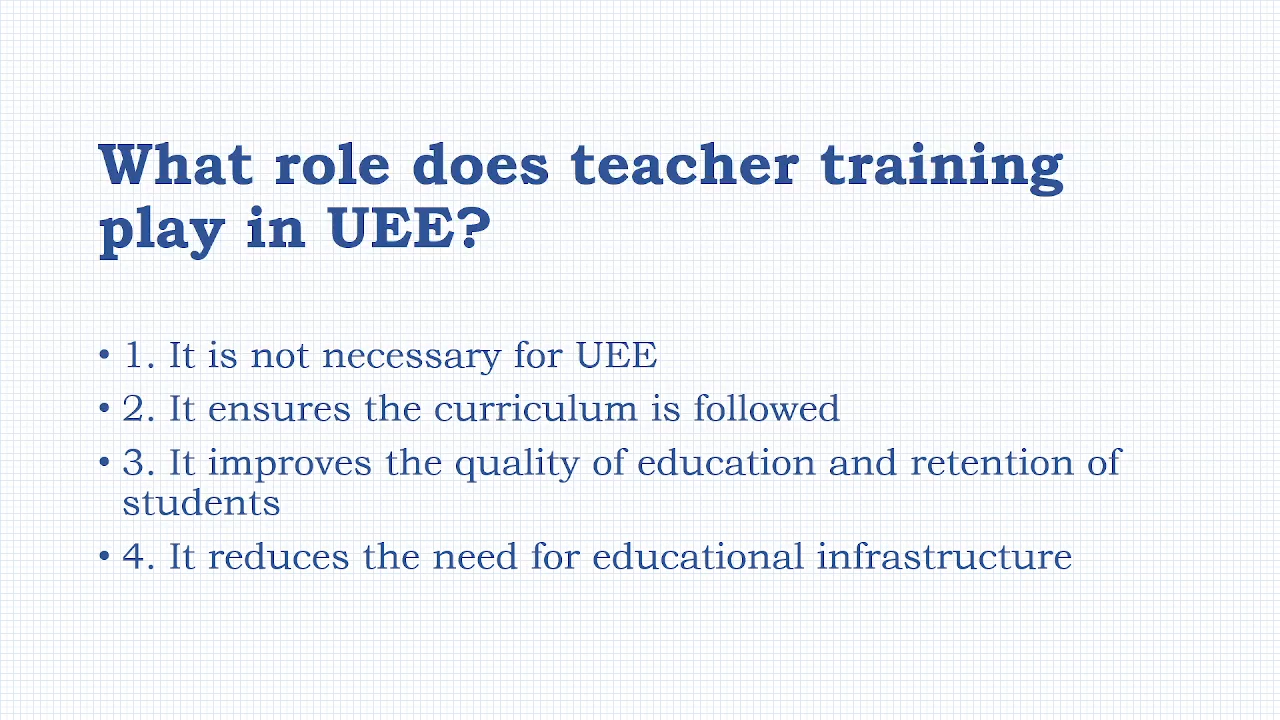 What role does teacher training
play in UEE?
• 1. It is not necessary for UEE
• 2. It ensures the curriculum is followed
• 3. It improves the quality of education and retention of
students
• 4. It reduces the need for educational infrastructure